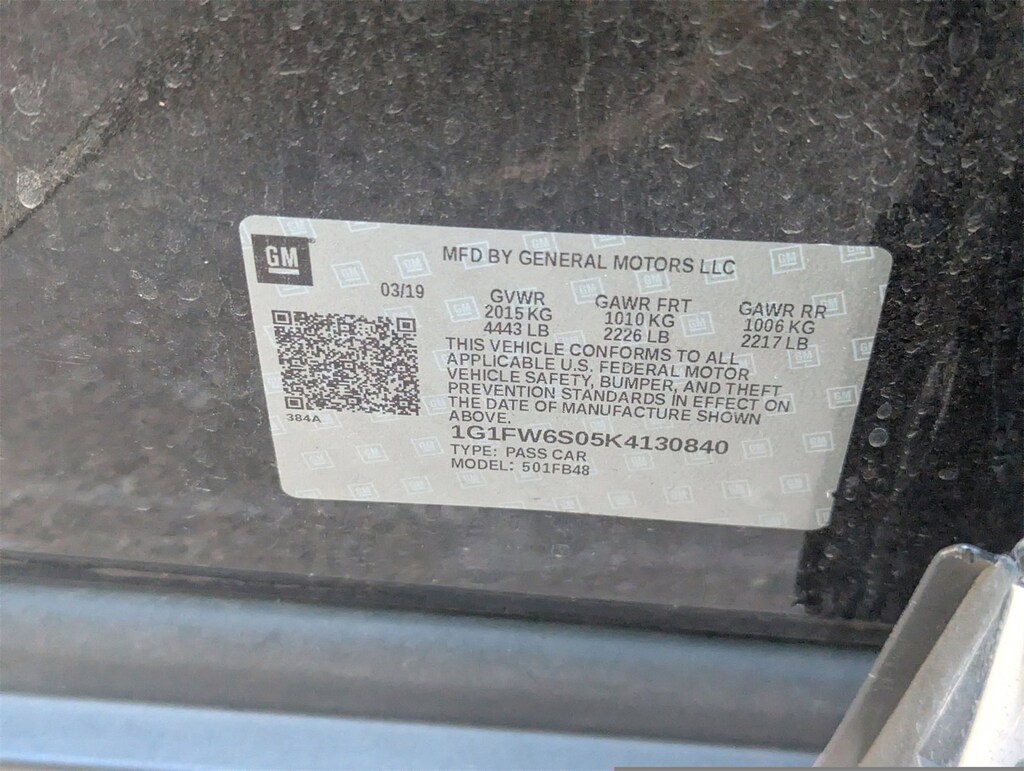 GM
MFD BY GENERAL MOTORS LLC
03/19
GVWR GAWR FRT GAWR RR
2015 KG 1010 KG 1006 KG
4443 LB 2226 LB 2217 LB
THIS VEHICLE CONFORMS TO ALL
APPLICABLE U.S. FEDERAL MOTOR
VEHICLE SAFETY, BUMPER, AND THEFT
PREVENTION STANDARDS IN EFFECT ON
THE DATE OF MANUFACTURE SHOWN
ABOVE.
384A
1G1FW6S05K4130840
TYPE: PASS CAR
MODEL: 501FB48